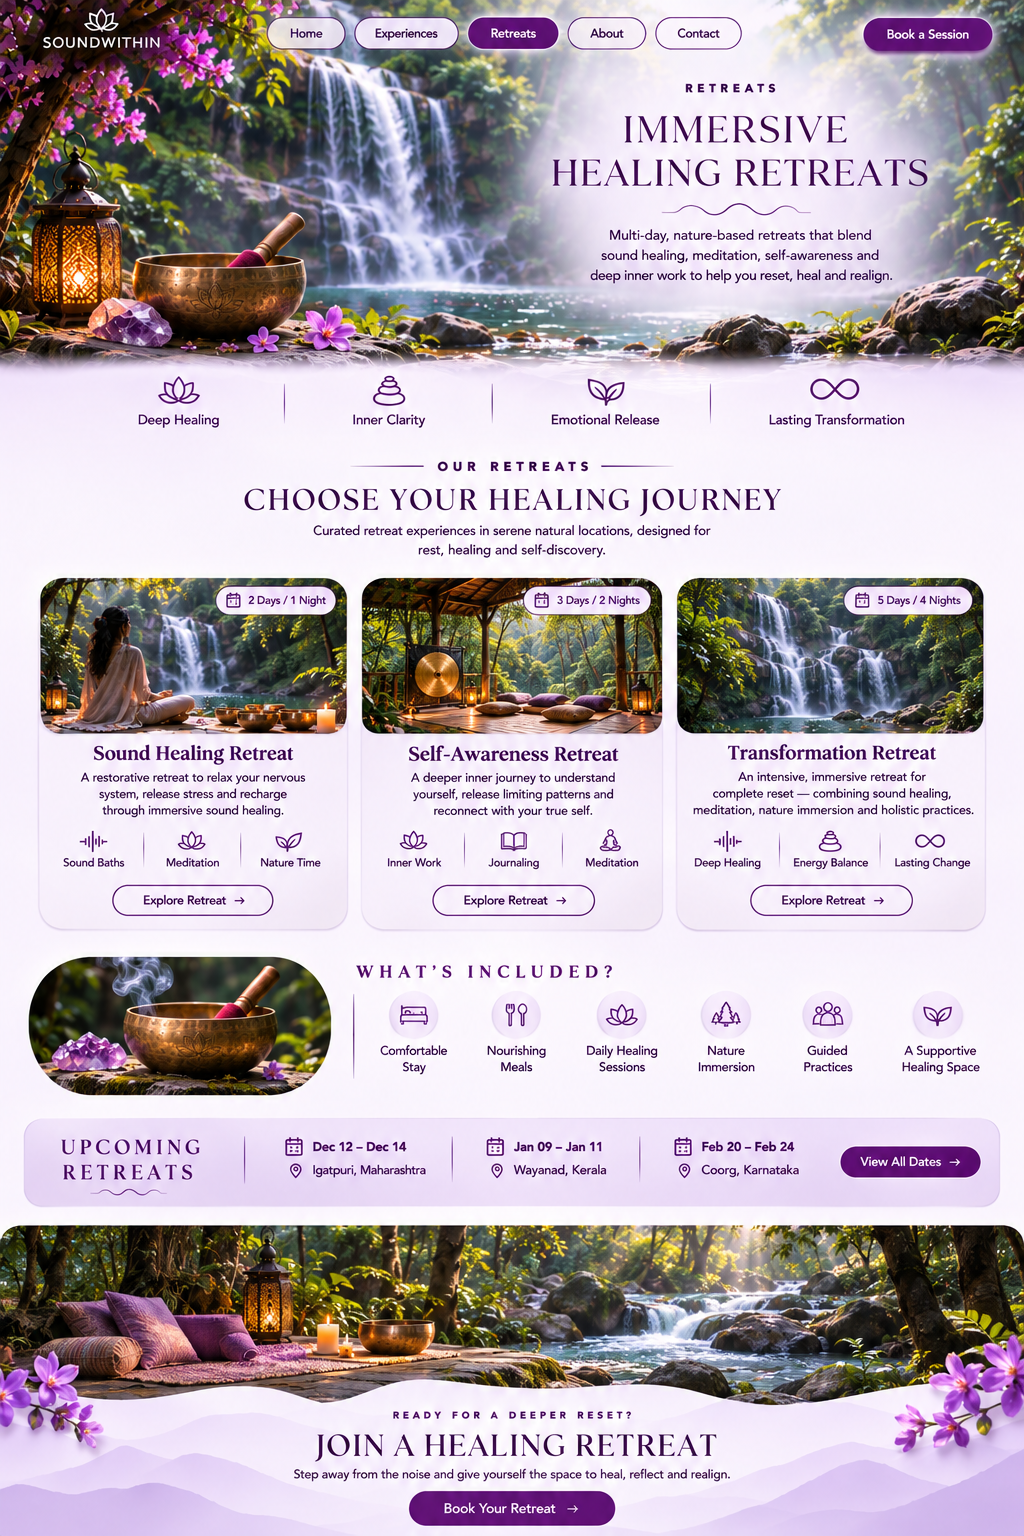 SOUNDWITHIN
Home
Experiences
Retreats
About
Contact
Book a Session
RETREATS
IMMERSIVE
HEALING RETREATS
Multi-day, nature-based retreats that blend
sound healing, meditation, self-awareness and
deep inner work to help you reset, heal and realign.
Deep Healing
Inner Clarity
Emotional Release
Lasting Transformation
OUR RETREATS
CHOOSE YOUR HEALING JOURNEY
Curated retreat experiences in serene natural locations, designed for
rest, healing and self-discovery.
2 Days / 1 Night
Sound Healing Retreat
A restorative retreat to relax your nervous
system, release stress and recharge
through immersive sound healing.
Sound Baths
Meditation
Nature Time
Explore Retreat →
3 Days / 2 Nights
Self-Awareness Retreat
A deeper inner journey to understand
yourself, release limiting patterns and
reconnect with your true self.
Inner Work
Journaling
Meditation
Explore Retreat →
5 Days / 4 Nights
Transformation Retreat
An intensive, immersive retreat for
complete reset — combining sound healing,
meditation, nature immersion and holistic practices.
Deep Healing
Energy Balance
Lasting Change
Explore Retreat →
WHAT'S INCLUDED?
Comfortable
Stay
Nourishing
Meals
Daily Healing
Sessions
Nature
Immersion
Guided
Practices
A Supportive
Healing Space
UPCOMING
RETREATS
Dec 12 – Dec 14
Igatpuri, Maharashtra
Jan 09 – Jan 11
Wayanad, Kerala
Feb 20 – Feb 24
Coorg, Karnataka
View All Dates →
READY FOR A DEEPER RESET?
JOIN A HEALING RETREAT
Step away from the noise and give yourself the space to heal, reflect and realign.
Book Your Retreat →